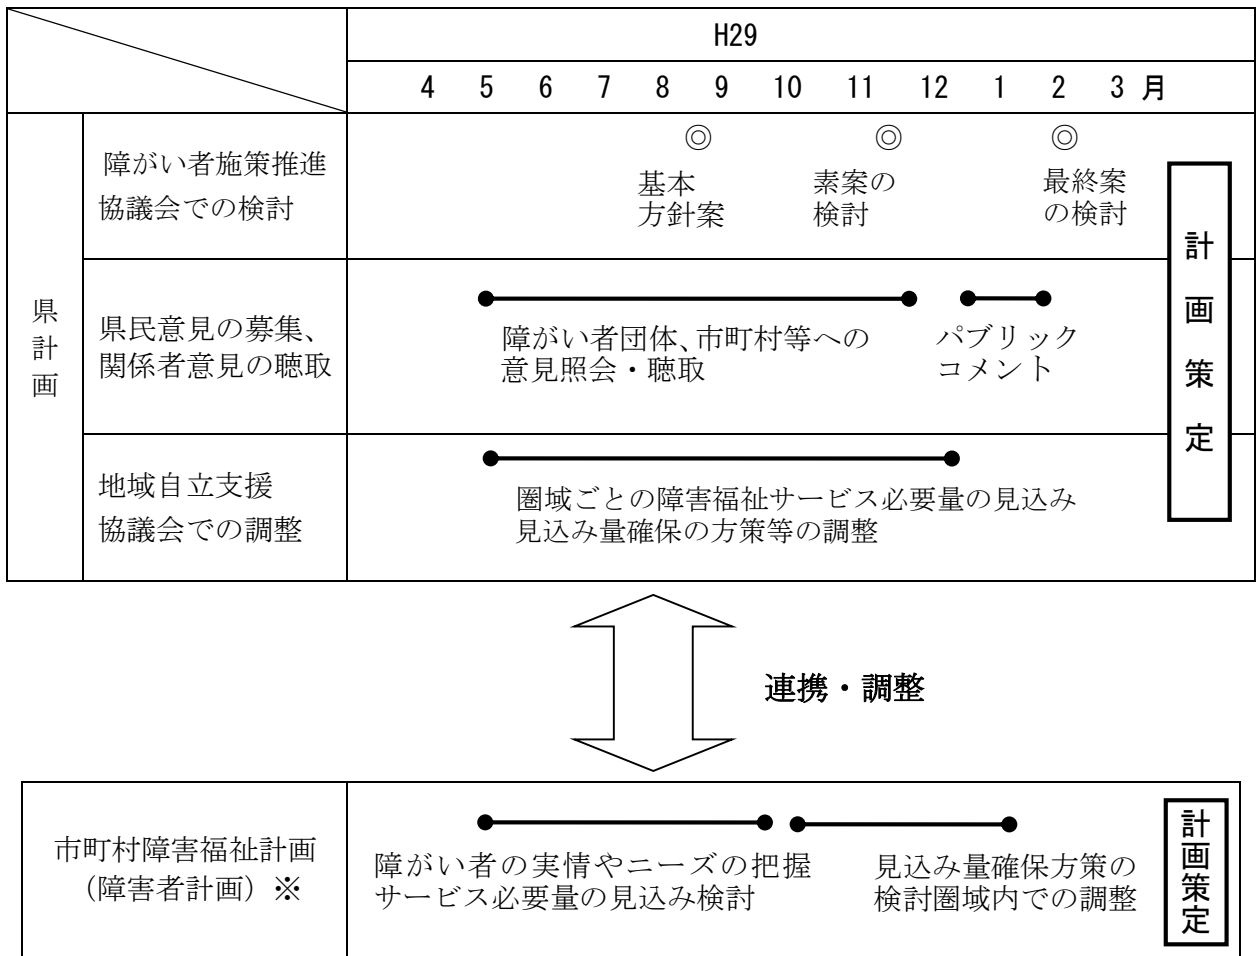 H29
4 5 6 7 8 9 10 11 12 1 2 3 月
県計画
障がい者施策推進
協議会での検討
◎ ◎ ◎
基本
方針案
素案の
検討
最終案
の検討
計画策定
県民意見の募集、
関係者意見の聴取
障がい者団体、市町村等への
意見照会・聴取
パブリック
コメント
地域自立支援
協議会での調整
圏域ごとの障害福祉サービス必要量の見込み
見込み量確保の方策等の調整
連携・調整
市町村障害福祉計画
（障害者計画）※
障がい者の実情やニーズの把握
サービス必要量の見込み検討
見込み量確保方策の
検討圏域内での調整
計画策定